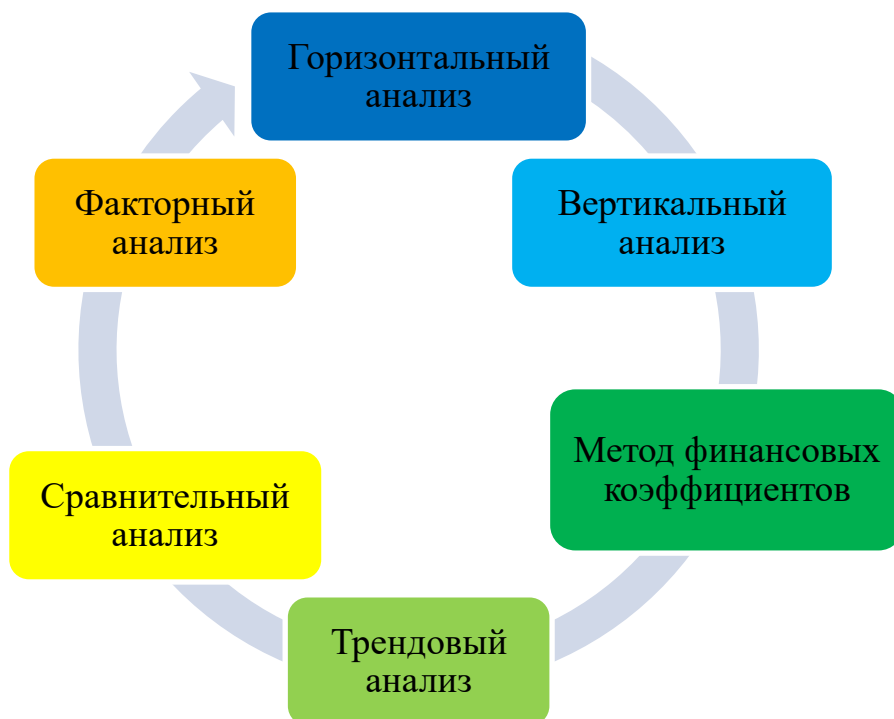 Горизонтальный
анализ
Вертикальный
анализ
Метод финансовых
коэффициентов
Трендовый
анализ
Сравнительный
анализ
Факторный
анализ